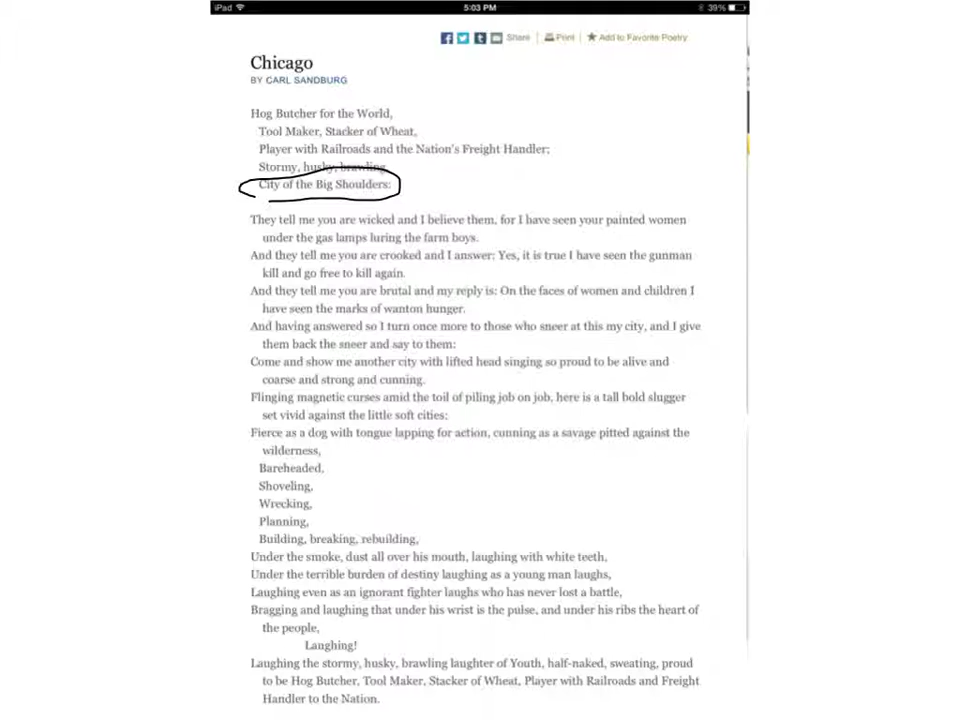 iPad 5:03 PM 39%
Share Print Add to Favorite Poetry
Chicago
BY CARL SANDBURG
Hog Butcher for the World,
Tool Maker, Stacker of Wheat,
Player with Railroads and the Nation's Freight Handler;
Stormy, husky, brawling,
City of the Big Shoulders:
They tell me you are wicked and I believe them, for I have seen your painted women
under the gas lamps luring the farm boys.
And they tell me you are crooked and I answer: Yes, it is true I have seen the gunman
kill and go free to kill again.
And they tell me you are brutal and my reply is: On the faces of women and children I
have seen the marks of wanton hunger.
And having answered so I turn once more to those who sneer at this my city, and I give
them back the sneer and say to them:
Come and show me another city with lifted head singing so proud to be alive and
coarse and strong and cunning.
Flinging magnetic curses amid the toil of piling job on job, here is a tall bold slugger
set vivid against the little soft cities;
Fierce as a dog with tongue lapping for action, cunning as a savage pitted against the
wilderness,
Bareheaded,
Shoveling,
Wrecking,
Planning,
Building, breaking, rebuilding,
Under the smoke, dust all over his mouth, laughing with white teeth,
Under the terrible burden of destiny laughing as a young man laughs,
Laughing even as an ignorant fighter laughs who has never lost a battle,
Bragging and laughing that under his wrist is the pulse, and under his ribs the heart of
the people,
Laughing!
Laughing the stormy, husky, brawling laughter of Youth, half-naked, sweating, proud
to be Hog Butcher, Tool Maker, Stacker of Wheat, Player with Railroads and Freight
Handler to the Nation.